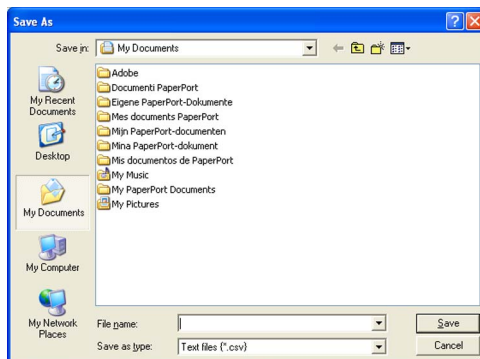 Save As
Save in:
My Documents
Adobe
Documenti PaperPort
Eigene PaperPort-Dokumente
Mes documents PaperPort
Mijn PaperPort-documenten
Mina PaperPort-dokument
Mis documentos de PaperPort
My Music
My PaperPort Documents
My Pictures
My Recent
Documents
Desktop
My Documents
My Computer
My Network
Places
File name:
Save
Save as type:
Text files (*.csv)
Cancel